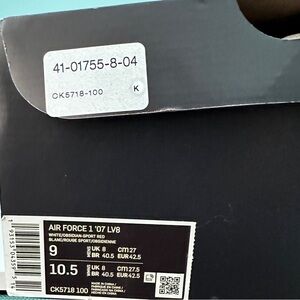 41-01755-8-04
CK5718-100 K
AIR FORCE 1 '07 LV8
WHITE/OBSIDIAN-SPORT RED
BLANC/ROUGE SPORT/OBSIDIENNE
9 UK 8 CM 27
BR 40.5 EUR 42.5
10.5 UK 8 CM 27.5
BR 40.5 EUR 42.5
CK5718 100